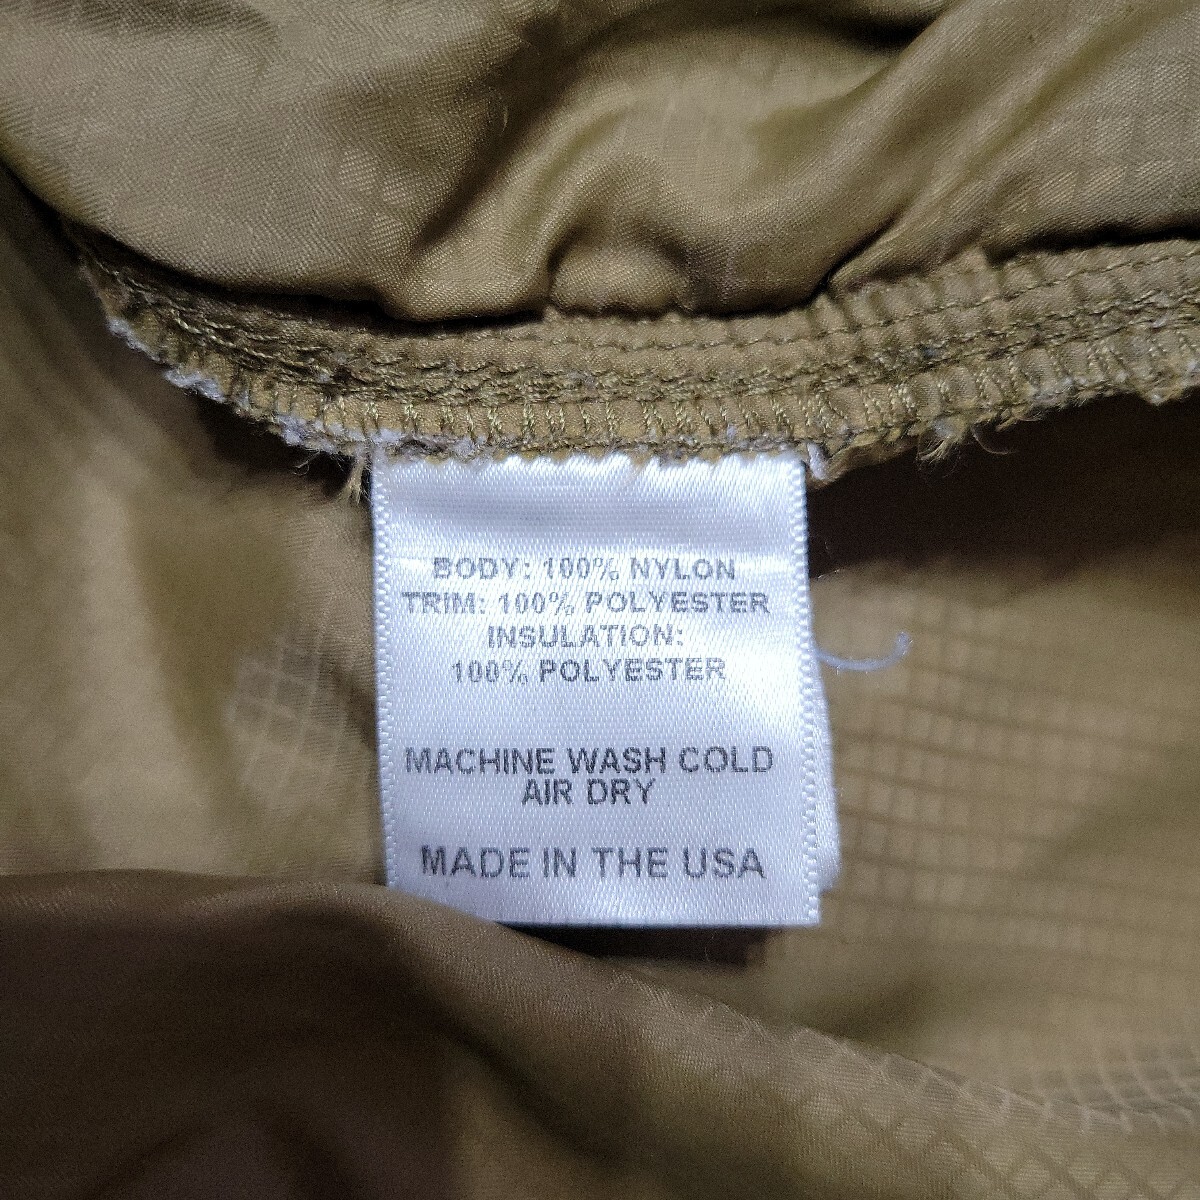 BODY: 100% NYLON
TRIM: 100% POLYESTER
INSULATION:
100% POLYESTER
MACHINE WASH COLD
AIR DRY
MADE IN THE USA